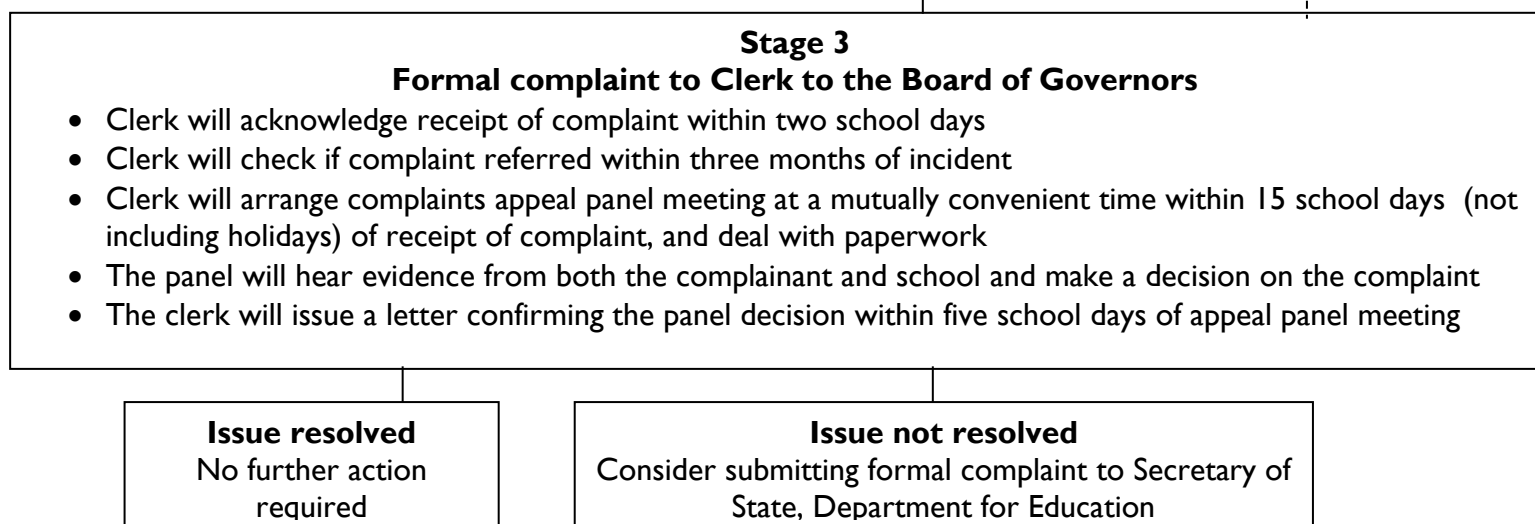 Stage 3
Formal complaint to Clerk to the Board of Governors
• Clerk will acknowledge receipt of complaint within two school days
• Clerk will check if complaint referred within three months of incident
• Clerk will arrange complaints appeal panel meeting at a mutually convenient time within 15 school days (not
including holidays) of receipt of complaint, and deal with paperwork
• The panel will hear evidence from both the complainant and school and make a decision on the complaint
• The clerk will issue a letter confirming the panel decision within five school days of appeal panel meeting
Issue resolved
No further action
required
Issue not resolved
Consider submitting formal complaint to Secretary of
State, Department for Education